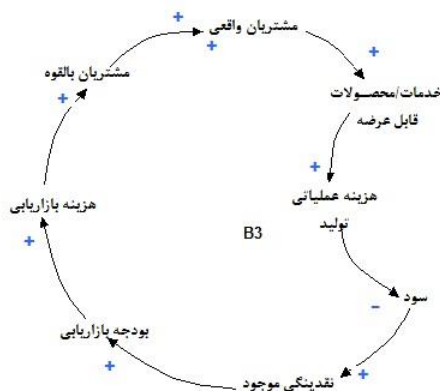 مشتریان واقعی
+
+
+
مشتریان بالقوه
+
خدمات/محصولات
قابل عرضه
+
هزینه عملیاتی
تولید
هزینه بازاریابی
+
B3
سود
-
بودجه بازاریابی
+
نقدینگی موجود
+